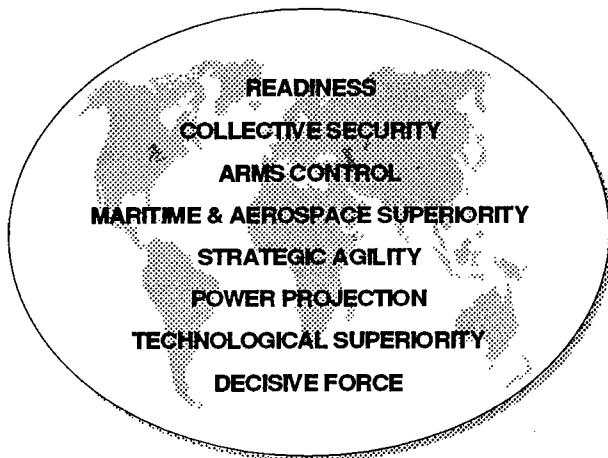 READINESS
COLLECTIVE SECURITY
ARMS CONTROL
MARITIME & AEROSPACE SUPERIORITY
STRATEGIC AGILITY
POWER PROJECTION
TECHNOLOGICAL SUPERIORITY
DECISIVE FORCE